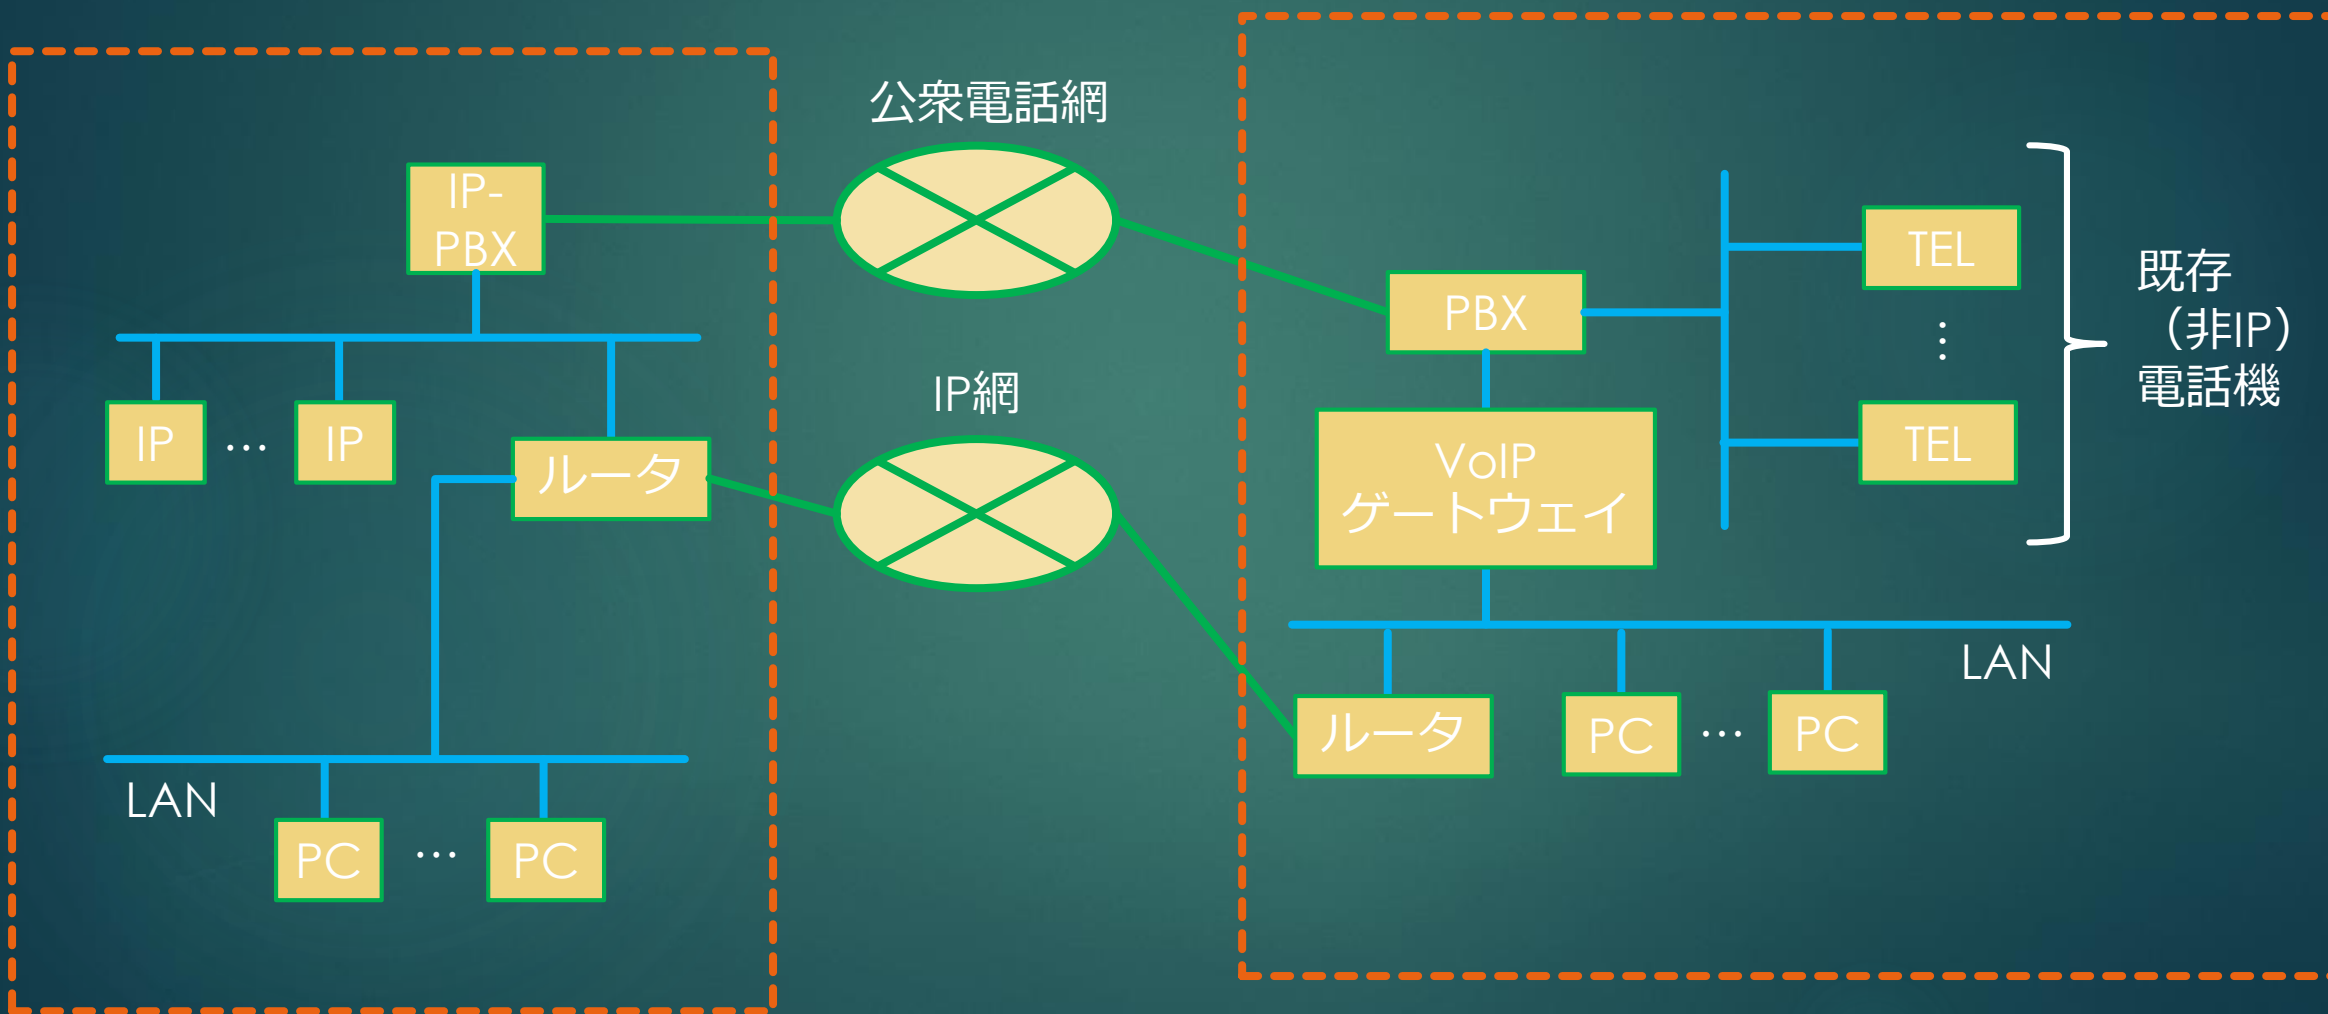 公衆電話網
IP-
PBX
IP
…
IP
ルータ
LAN
PC
…
PC
IP網
PBX
VoIP
ゲートウェイ
TEL
⋮
TEL
既存
（非IP）
電話機
LAN
ルータ
PC
…
PC